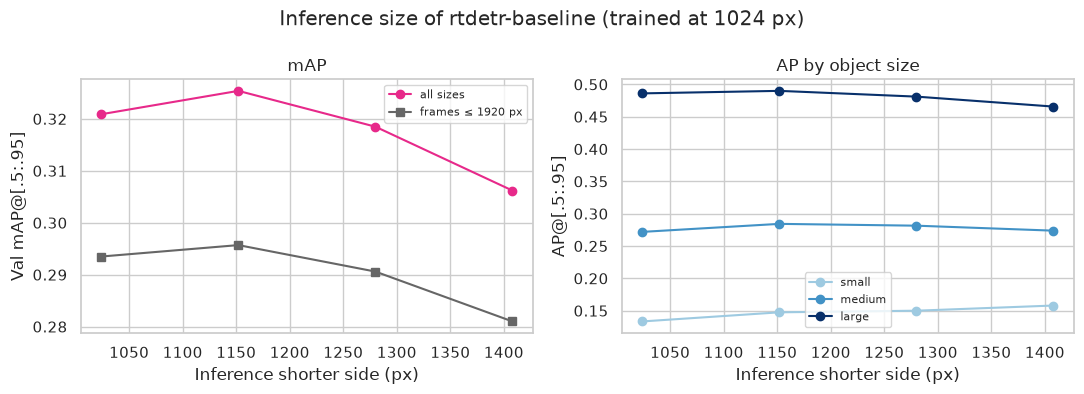 Inference size of rtdetr-baseline (trained at 1024 px)
mAP
Val mAP@[.5:.95]
0.32
0.31
0.30
0.29
0.28
all sizes
frames ≤ 1920 px
1050 1100 1150 1200 1250 1300 1350 1400
Inference shorter side (px)
AP by object size
AP@[.5:.95]
0.50
0.45
0.40
0.35
0.30
0.25
0.20
0.15
small
medium
large
1050 1100 1150 1200 1250 1300 1350 1400
Inference shorter side (px)